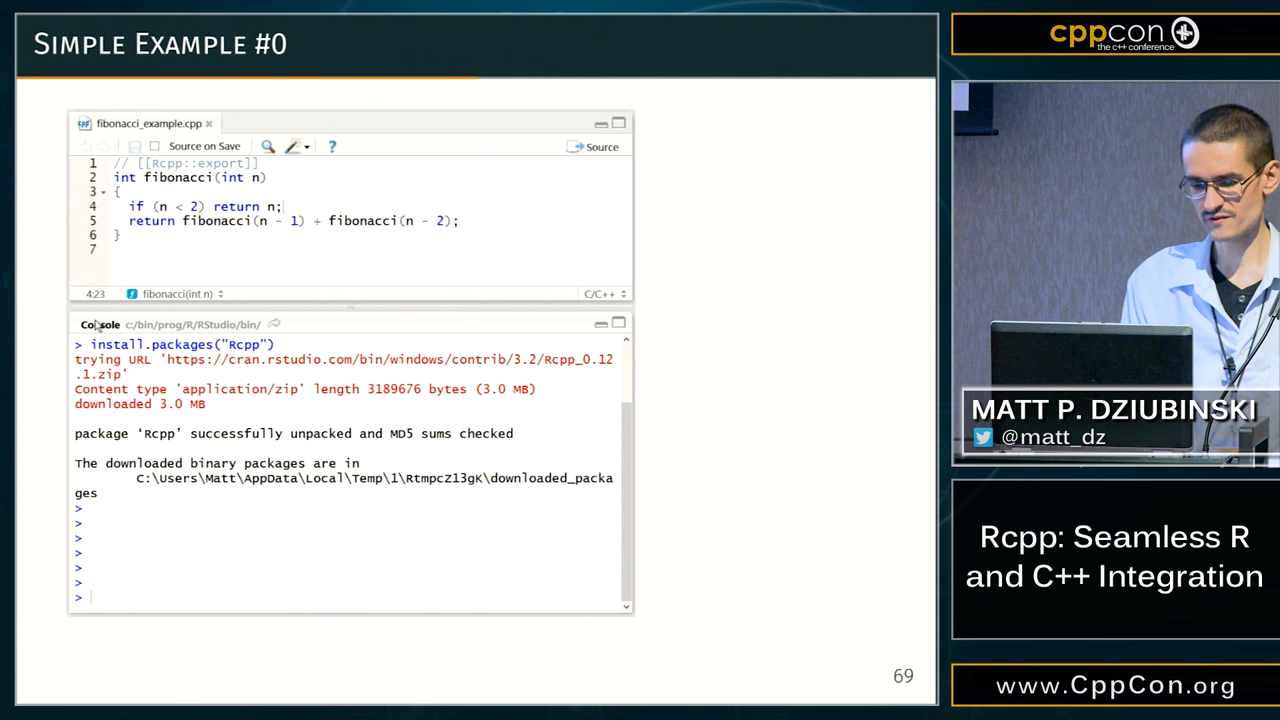 Simple Example #0
fibonacci_example.cpp
Source on Save
Source
1 // [[Rcpp::export]]
2 int fibonacci(int n)
3 {
4 if (n < 2) return n;
5 return fibonacci(n - 1) + fibonacci(n - 2);
6 }
7
4:23 fibonacci(int n) C/C++
Console c:/bin/prog/R/RStudio/bin/
> install.packages("Rcpp")
trying URL 'https://cran.rstudio.com/bin/windows/contrib/3.2/Rcpp_0.12
.1.zip'
Content type 'application/zip' length 3189676 bytes (3.0 MB)
downloaded 3.0 MB
package ‘Rcpp’ successfully unpacked and MD5 sums checked
The downloaded binary packages are in
C:\Users\Matt\AppData\Local\Temp\1\RtmpcZ13gK\downloaded_packa
ges
>
>
>
>
>
>
>
69
cppcon
the c++ conference
MATT P. DZIUBINSKI
@matt_dz
Rcpp: Seamless R
and C++ Integration
www.CppCon.org